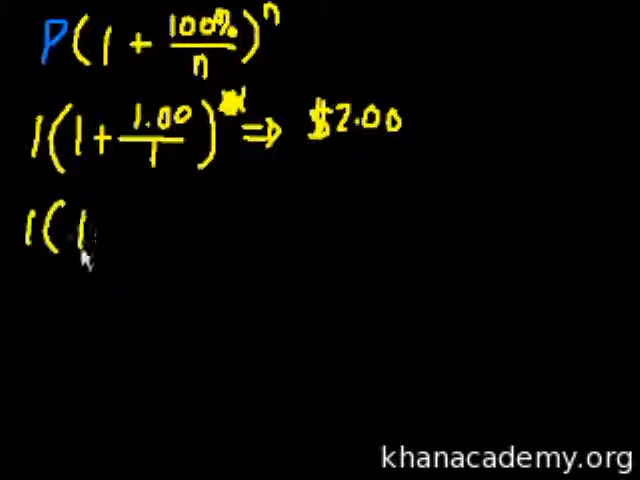 P(1 + 100%/n)^n
1(1 + 1.00/1) ⇒ $2.00
1(1
khanacademy.org